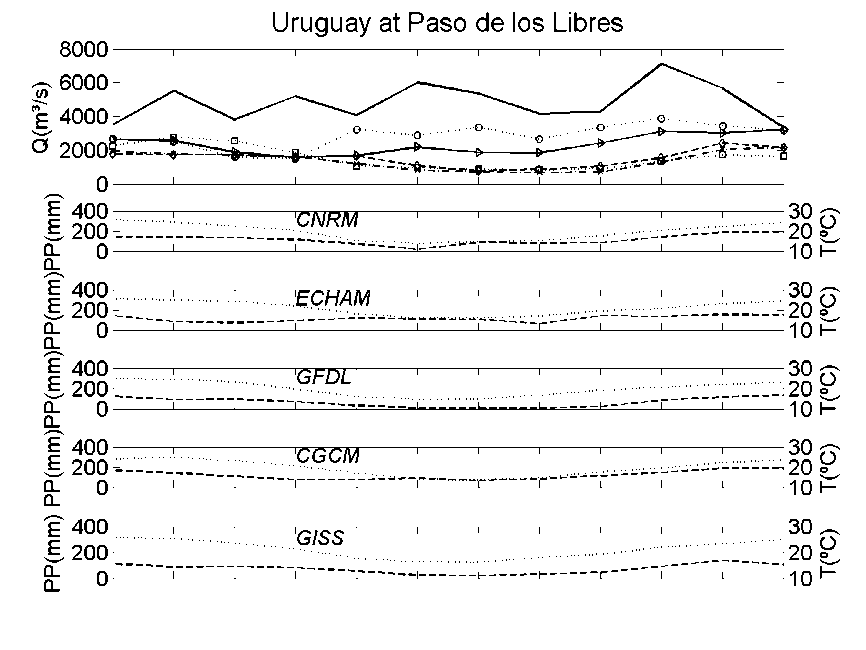 Uruguay at Paso de los Libres
Q(m³/s)
8000
6000
4000
2000
0
PP(mm)
400
200
0
CNRM
30
20
10
T(ºC)
PP(mm)
400
200
0
ECHAM
30
20
10
T(ºC)
PP(mm)
400
200
0
GFDL
30
20
10
T(ºC)
PP(mm)
400
200
0
CGCM
30
20
10
T(ºC)
PP(mm)
400
200
0
GISS
30
20
10
T(ºC)